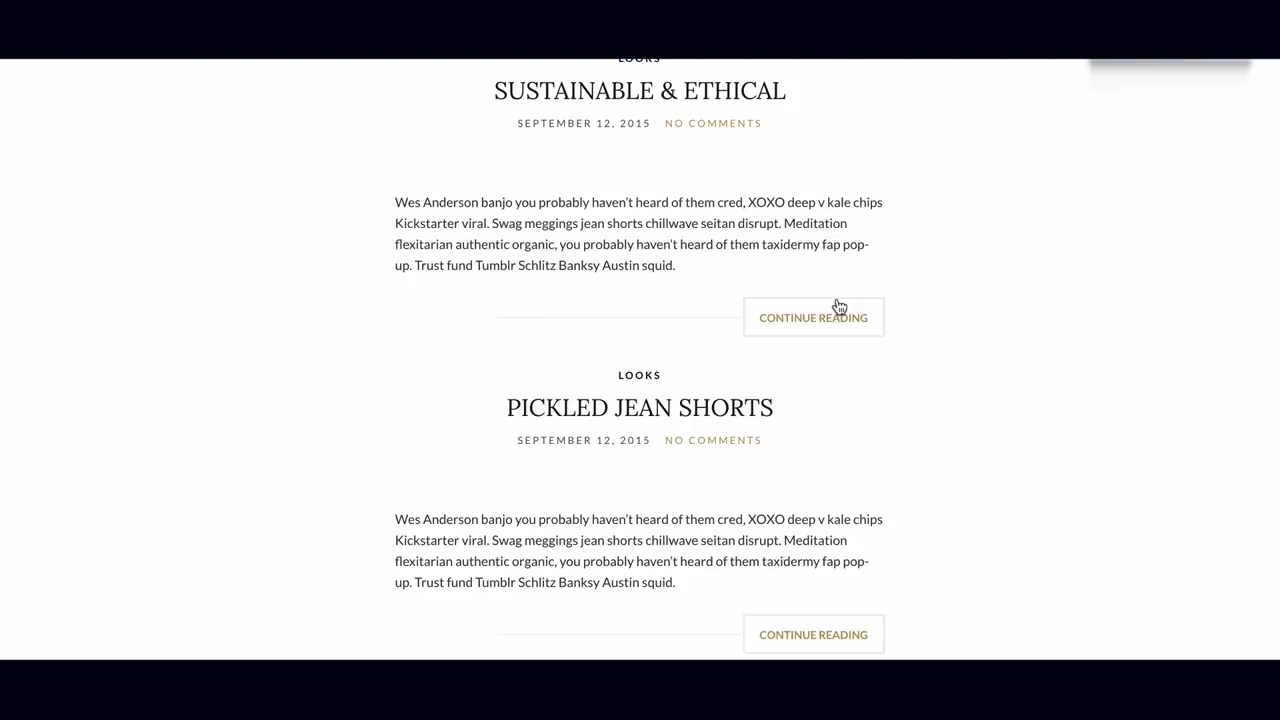 LOOKS
SUSTAINABLE & ETHICAL
SEPTEMBER 12, 2015 NO COMMENTS
Wes Anderson banjo you probably haven’t heard of them cred, XOXO deep v kale chips
Kickstarter viral. Swag meggings jean shorts chillwave seitan disrupt. Meditation
flexitarian authentic organic, you probably haven’t heard of them taxidermy fap pop-
up. Trust fund Tumblr Schlitz Banksy Austin squid.
CONTINUE READING
LOOKS
PICKLED JEAN SHORTS
SEPTEMBER 12, 2015 NO COMMENTS
Wes Anderson banjo you probably haven’t heard of them cred, XOXO deep v kale chips
Kickstarter viral. Swag meggings jean shorts chillwave seitan disrupt. Meditation
flexitarian authentic organic, you probably haven’t heard of them taxidermy fap pop-
up. Trust fund Tumblr Schlitz Banksy Austin squid.
CONTINUE READING